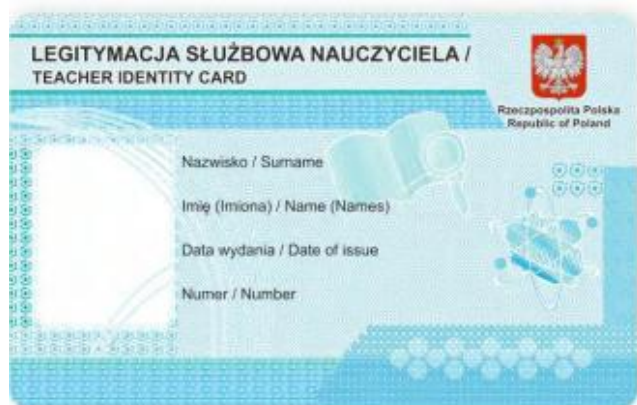 LEGITYMACJA SŁUŻBOWA NAUCZYCIELA /
TEACHER IDENTITY CARD
Rzeczpospolita Polska
Republic of Poland
Nazwisko / Surname
Imię (Imiona) / Name (Names)
Data wydania / Date of issue
Numer / Number